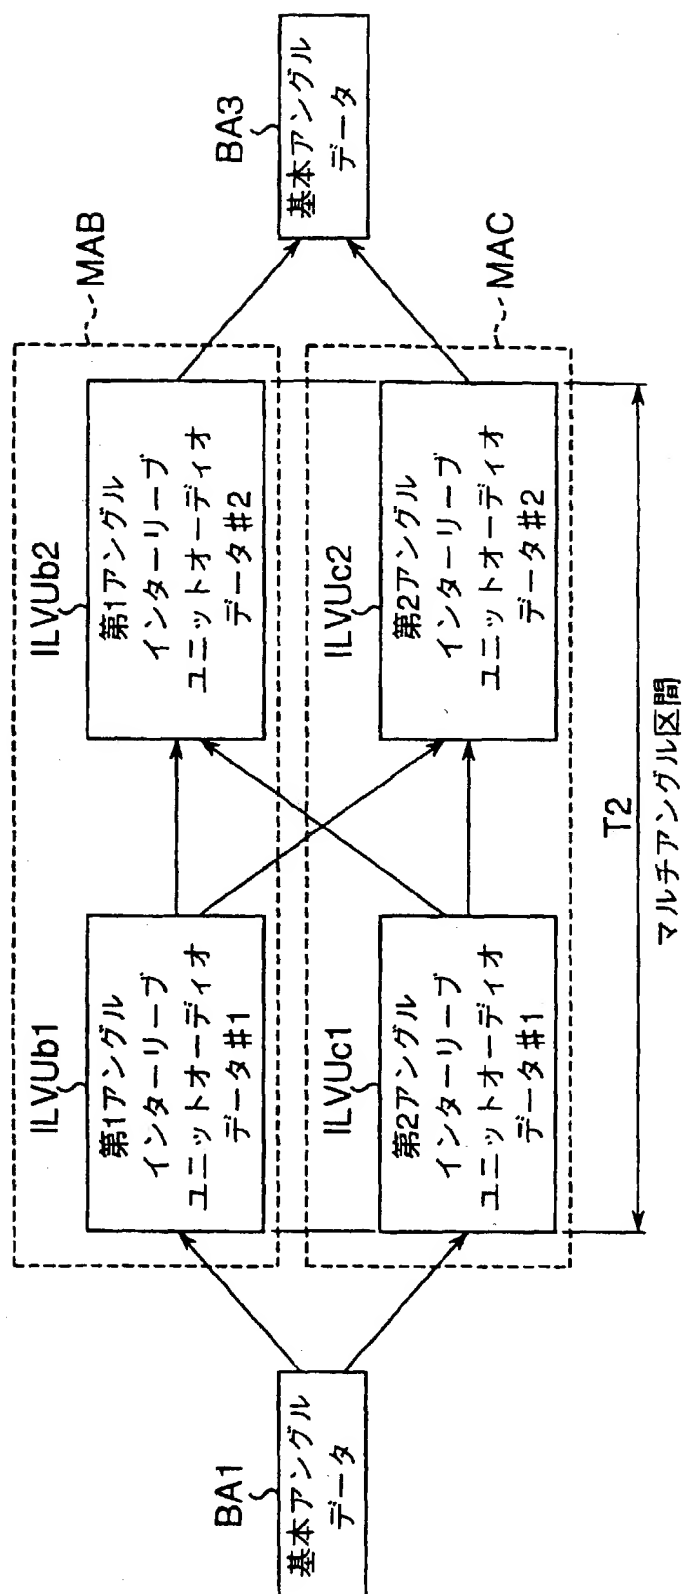 BA1
基本アングル
データ
MAB
ILVUb1
第1アングル
インターリーブ
ユニットオーディオ
データ#1
ILVUb2
第1アングル
インターリーブ
ユニットオーディオ
データ#2
BA3
基本アングル
データ
MAC
ILVUc1
第2アングル
インターリーブ
ユニットオーディオ
データ#1
ILVUc2
第2アングル
インターリーブ
ユニットオーディオ
データ#2
T2
マルチアングル区間